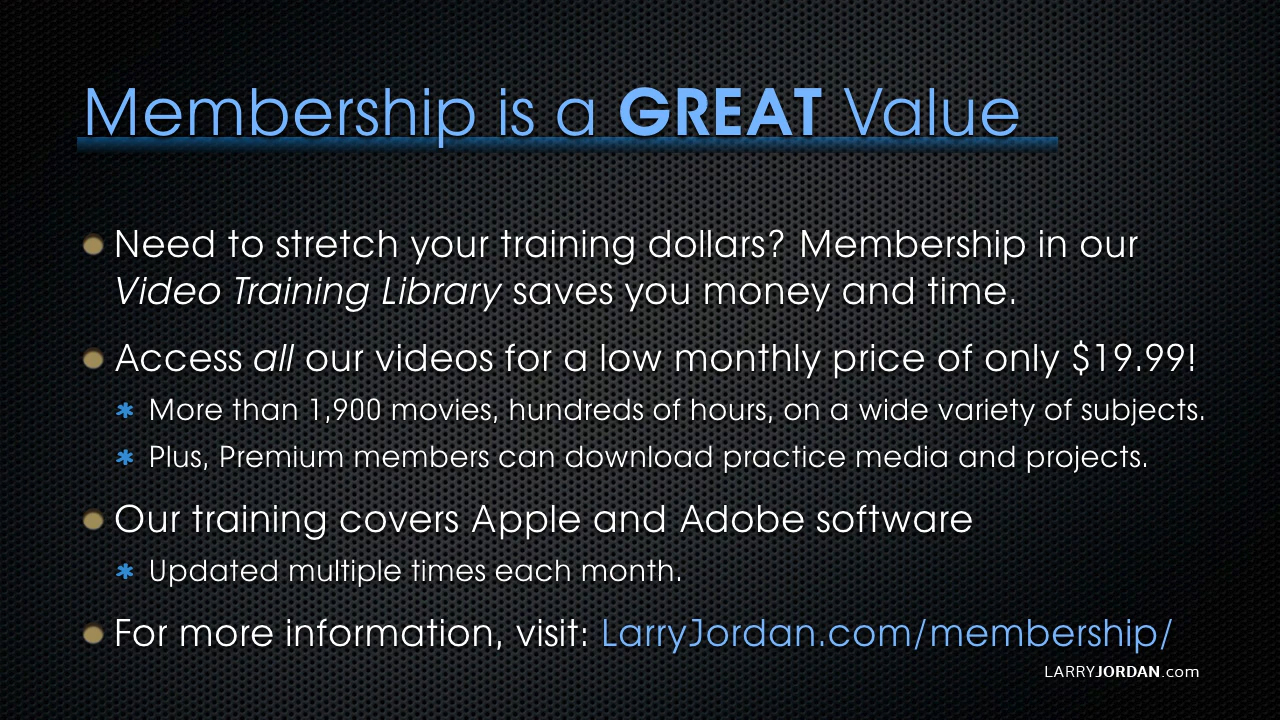 Membership is a GREAT Value
Need to stretch your training dollars? Membership in our
Video Training Library saves you money and time.
Access all our videos for a low monthly price of only $19.99!
More than 1,900 movies, hundreds of hours, on a wide variety of subjects.
Plus, Premium members can download practice media and projects.
Our training covers Apple and Adobe software
Updated multiple times each month.
For more information, visit: LarryJordan.com/membership/
LARRYJORDAN.com